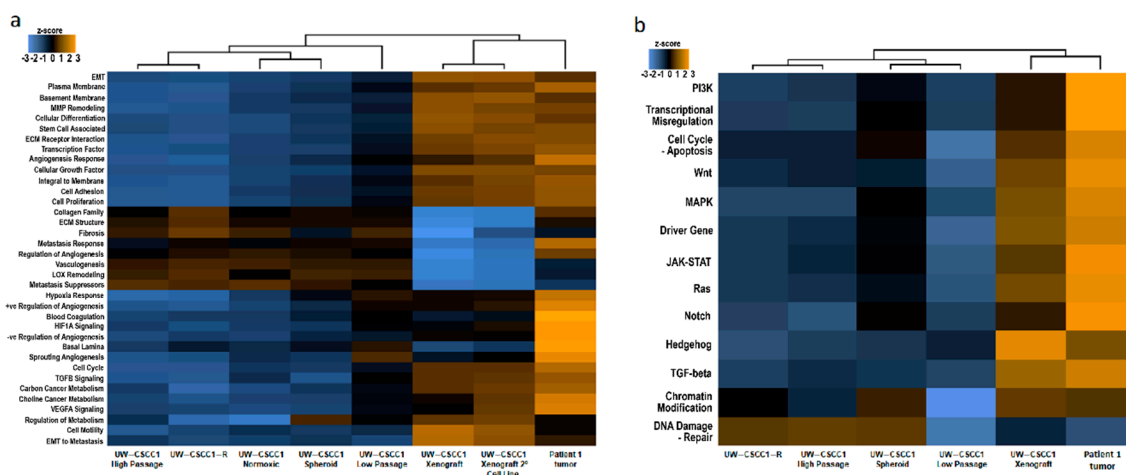 a
z-score
-3 -2 -1 0 1 2 3
EMT
Plasma Membrane
Basement Membrane
MMP Remodeling
Cellular Differentiation
Stem Cell Associated
ECM Receptor Interaction
Transcription Factor
Angiogenesis Response
Cellular Growth Factor
Integral to Membrane
Cell Adhesion
Cell Proliferation
Collagen Family
ECM Structure
Fibrosis
Metastasis Response
Regulation of Angiogenesis
Vasculogenesis
LOX Remodeling
Metastasis Suppressors
Hypoxia Response
+ve Regulation of Angiogenesis
Blood Coagulation
HIF1A Signaling
-ve Regulation of Angiogenesis
Basal Lamina
Sprouting Angiogenesis
Cell Cycle
TGFB Signaling
Carbon Cancer Metabolism
Choline Cancer Metabolism
VEGFA Signaling
Regulation of Metabolism
Cell Motility
EMT to Metastasis
UW-CSCC1
High Passage
UW-CSCC1-R
UW-CSCC1
Normoxic
UW-CSCC1
Spheroid
UW-CSCC1
Low Passage
UW-CSCC1
Xenograft
UW-CSCC1
Xenograft 2°
Cell Line
Patient 1
tumor
b
z-score
-3 -2 -1 0 1 2 3
PI3K
Transcriptional
Misregulation
Cell Cycle
- Apoptosis
Wnt
MAPK
Driver Gene
JAK-STAT
Ras
Notch
Hedgehog
TGF-beta
Chromatin
Modification
DNA Damage
- Repair
UW-CSCC1-R
UW-CSCC1
High Passage
UW-CSCC1
Spheroid
UW-CSCC1
Low Passage
UW-CSCC1
Xenograft
Patient 1
tumor